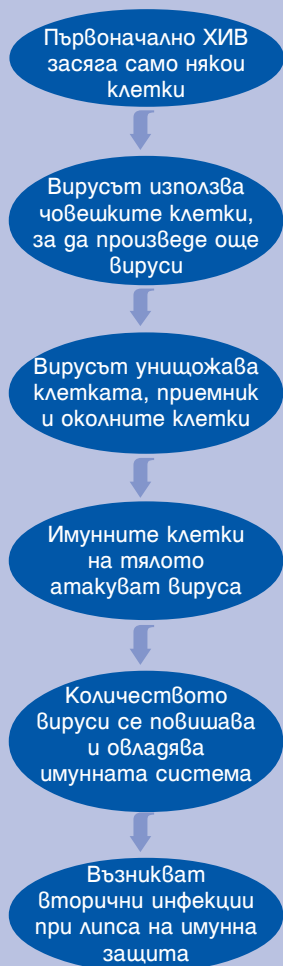 Първоначално ХИВ
засяга само някои
клетки
Вирусът използва
човешките клетки,
за да произведе още
вируси
Вирусът унищожава
клетката, приемник
и околните клетки
Имунните клетки
на тялото
атакуват вируса
Количеството
вируси се повишава
и овладява
имунната система
Възникват
вторични инфекции
при липса на имунна
защита